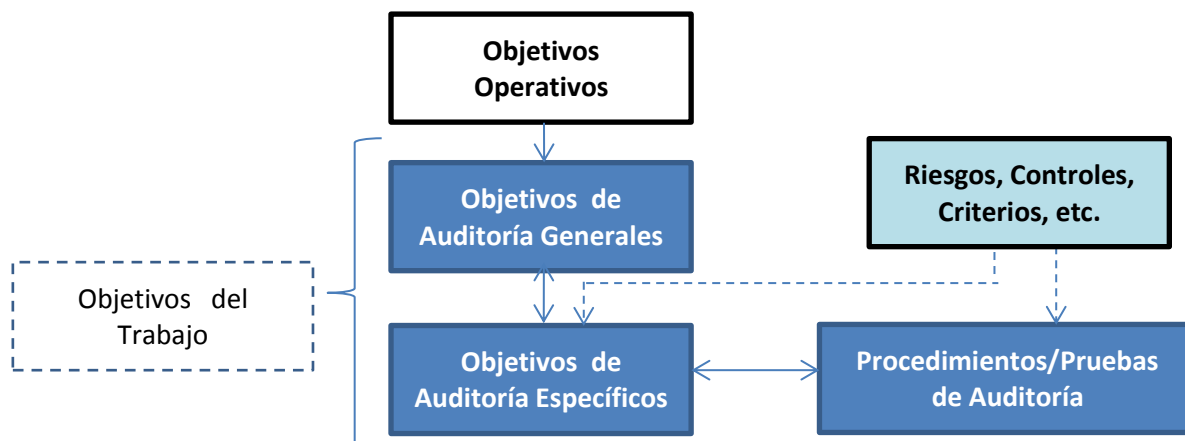 Objetivos
Operativos
Objetivos de
Auditoría Generales
Riesgos, Controles,
Criterios, etc.
Objetivos del
Trabajo
Objetivos de
Auditoría Específicos
Procedimientos/Pruebas
de Auditoría